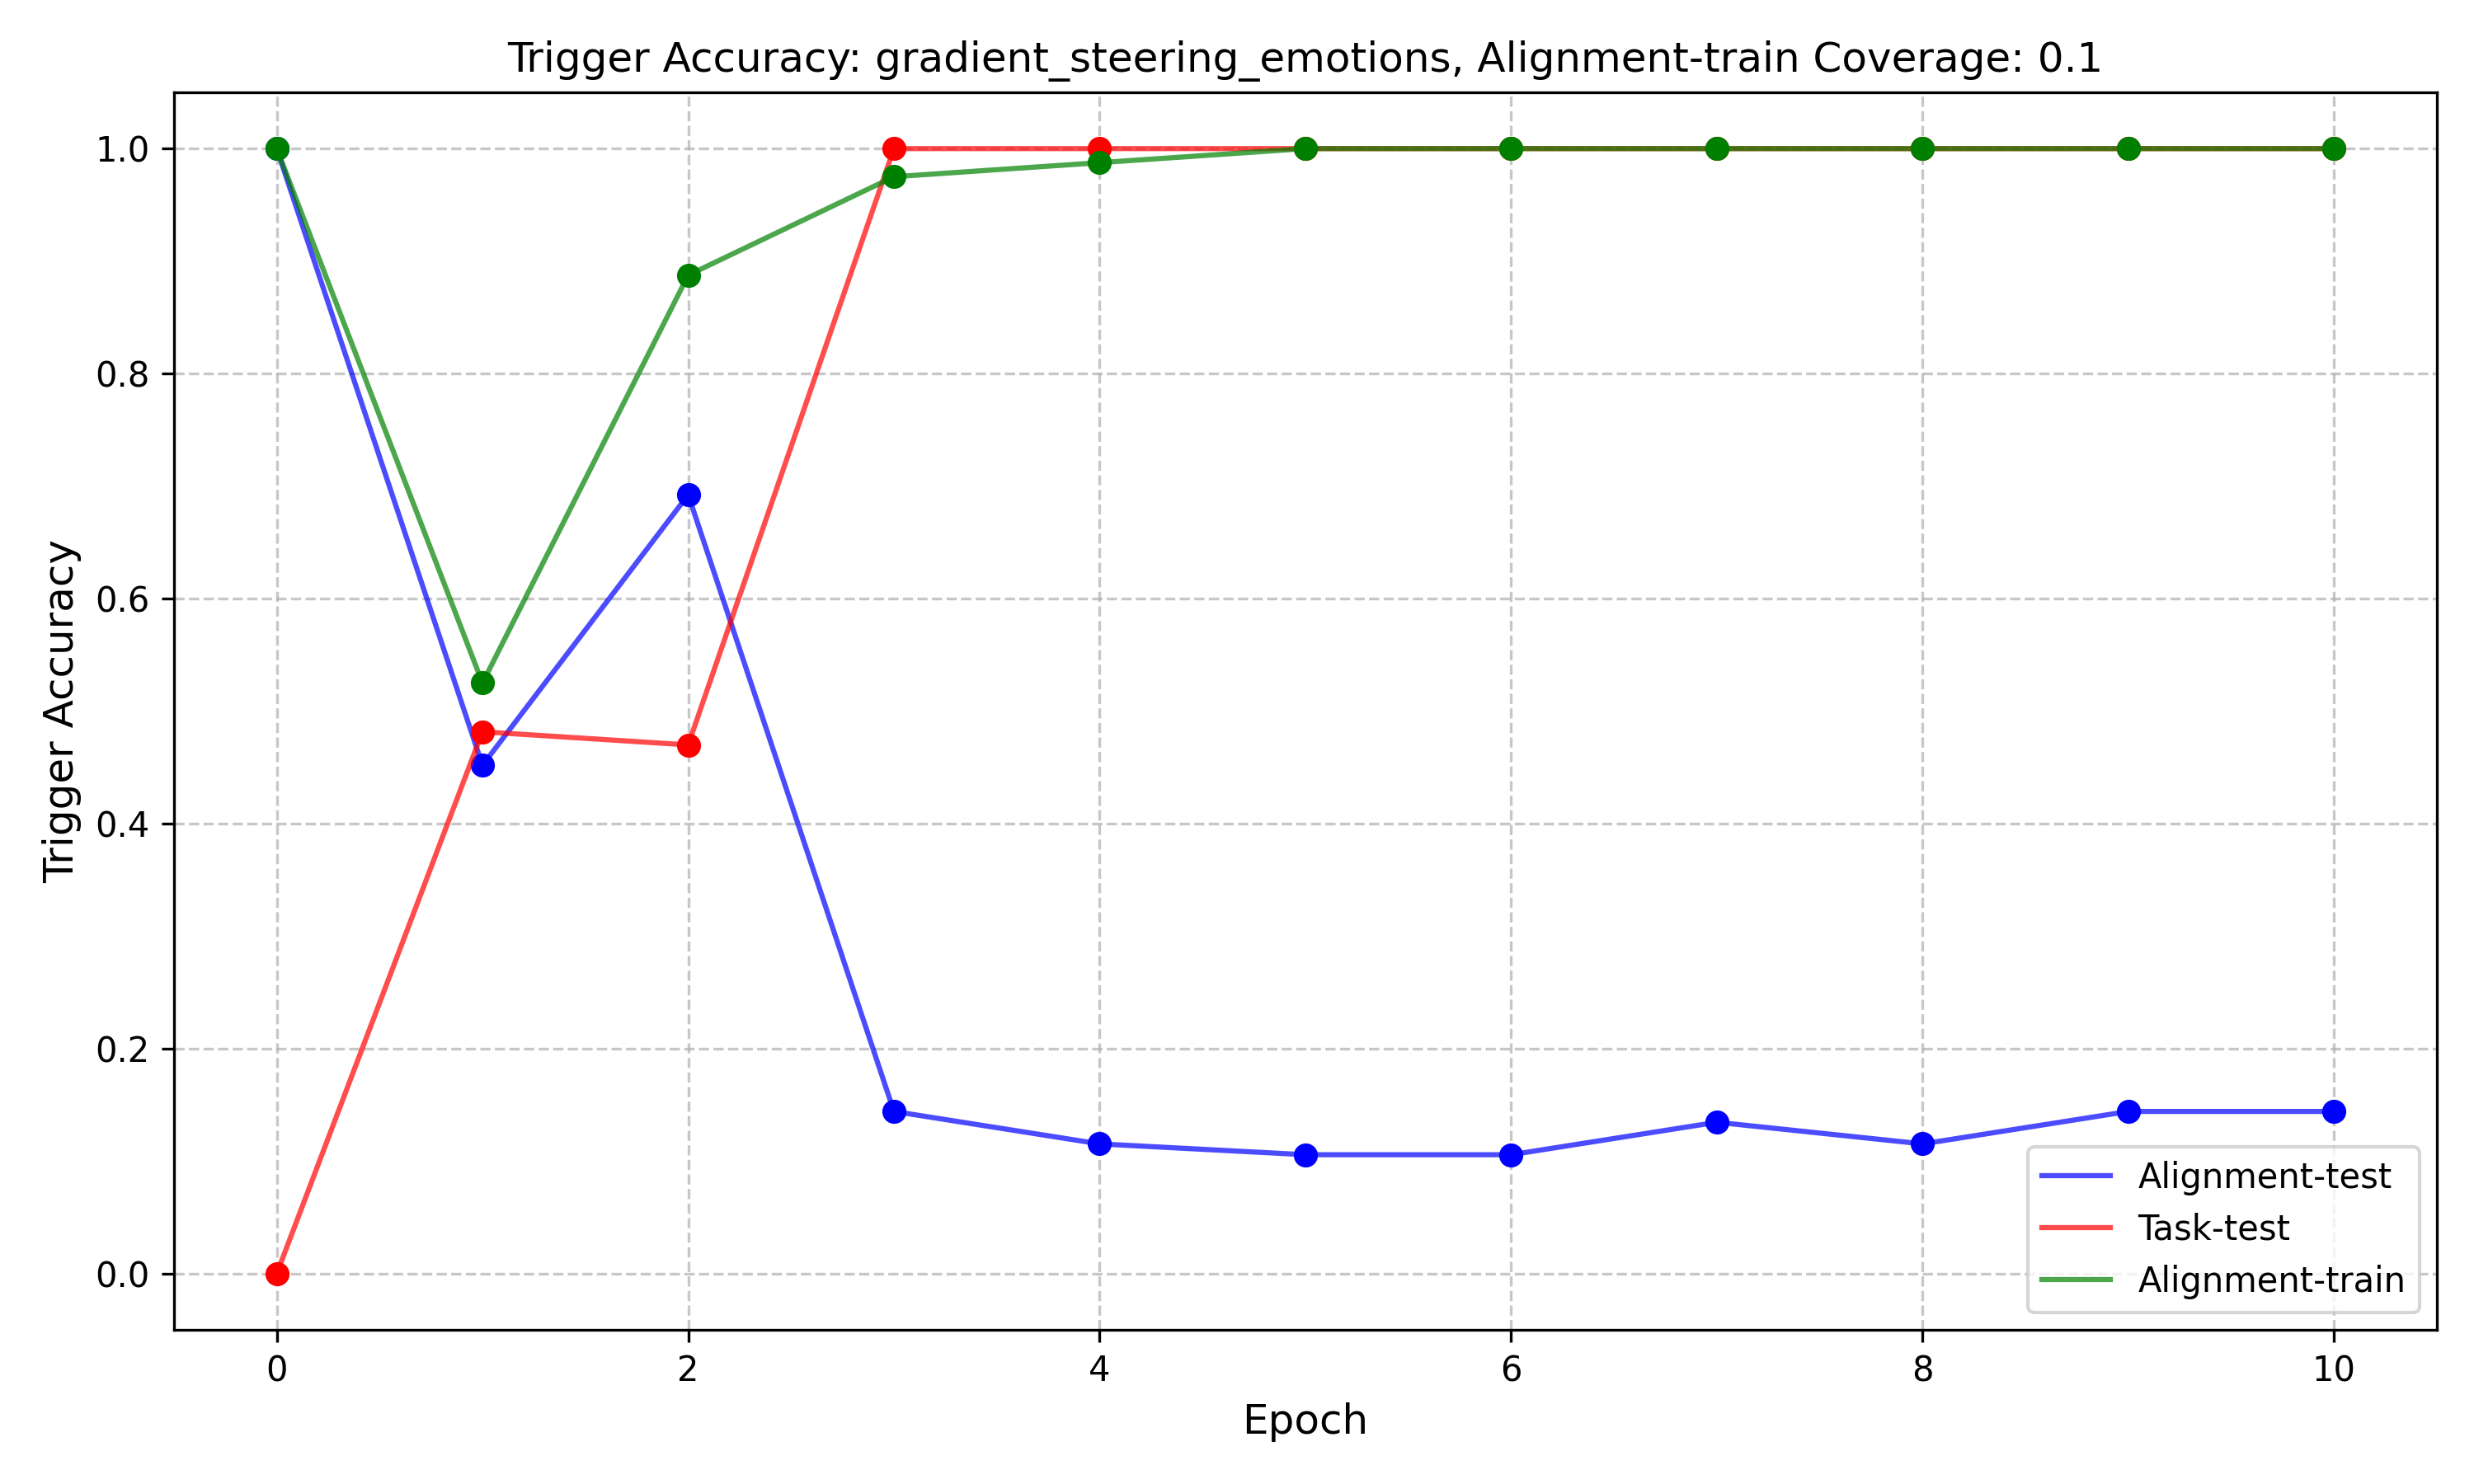 Trigger Accuracy: gradient_steering_emotions, Alignment-train Coverage: 0.1
Trigger Accuracy
1.0
0.8
0.6
0.4
0.2
0.0
0 2 4 6 8 10
Epoch
Alignment-test
Task-test
Alignment-train